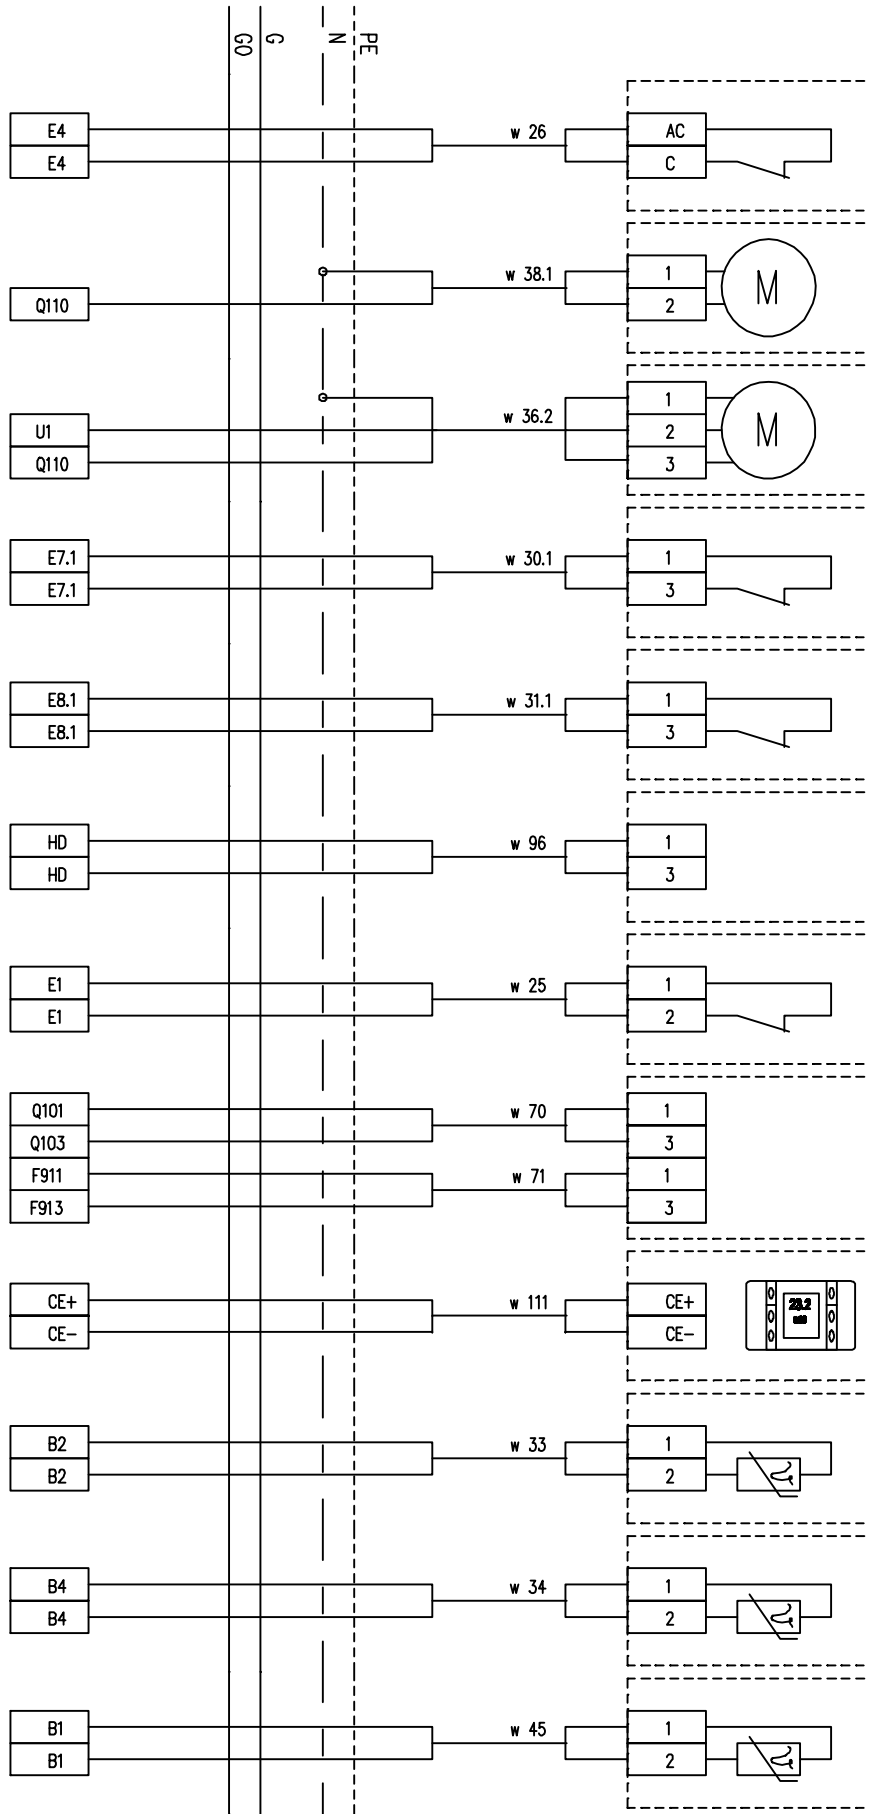 GO G N PE
E4 w 26 AC
E4 C
w 38.1 1 M
Q110 2
w 36.2 1 M
U1 2
Q110 3
E7.1 w 30.1 1
E7.1 3
E8.1 w 31.1 1
E8.1 3
HD w 96 1
HD 3
E1 w 25 1
E1 2
Q101 w 70 1
Q103 3
F911 w 71 1
F913 3
CE+ w 111 CE+ 23.2
CE- CE-
B2 w 33 1
B2 2
B4 w 34 1
B4 2
B1 w 45 1
B1 2